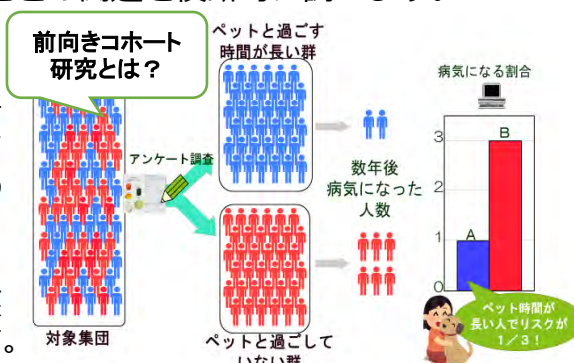 前向きコホート
研究とは？
アンケート調査
対象集団
ペットと過ごす
時間が長い群
ペットと過ごして
いない群
数年後
病気になった
人数
病気になる割合
3
2
1
0
A
B
ペット時間が
長い人でリスクが
1／3！
。